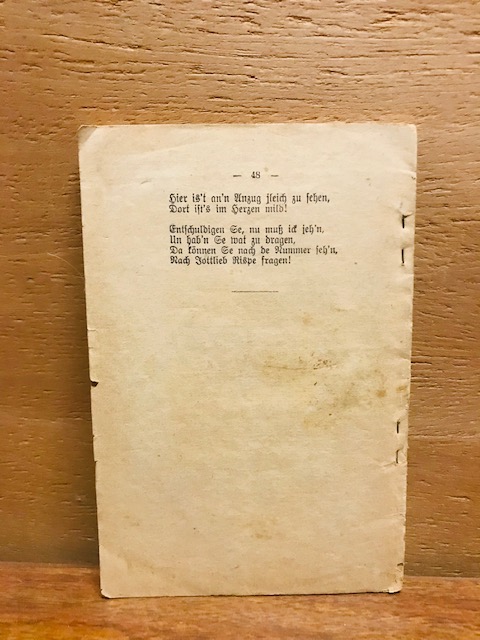 — 48 —
Hier is't an'n Anzug jleich zu sehen,
Dort ist's im Herzen mild!
Entschuldigen Se, nu muß ick jeh'n,
Un hab'n Se wat zu dragen,
Da können Se nach de Nummer seh'n,
Nach Jottlieb Rispe fragen!